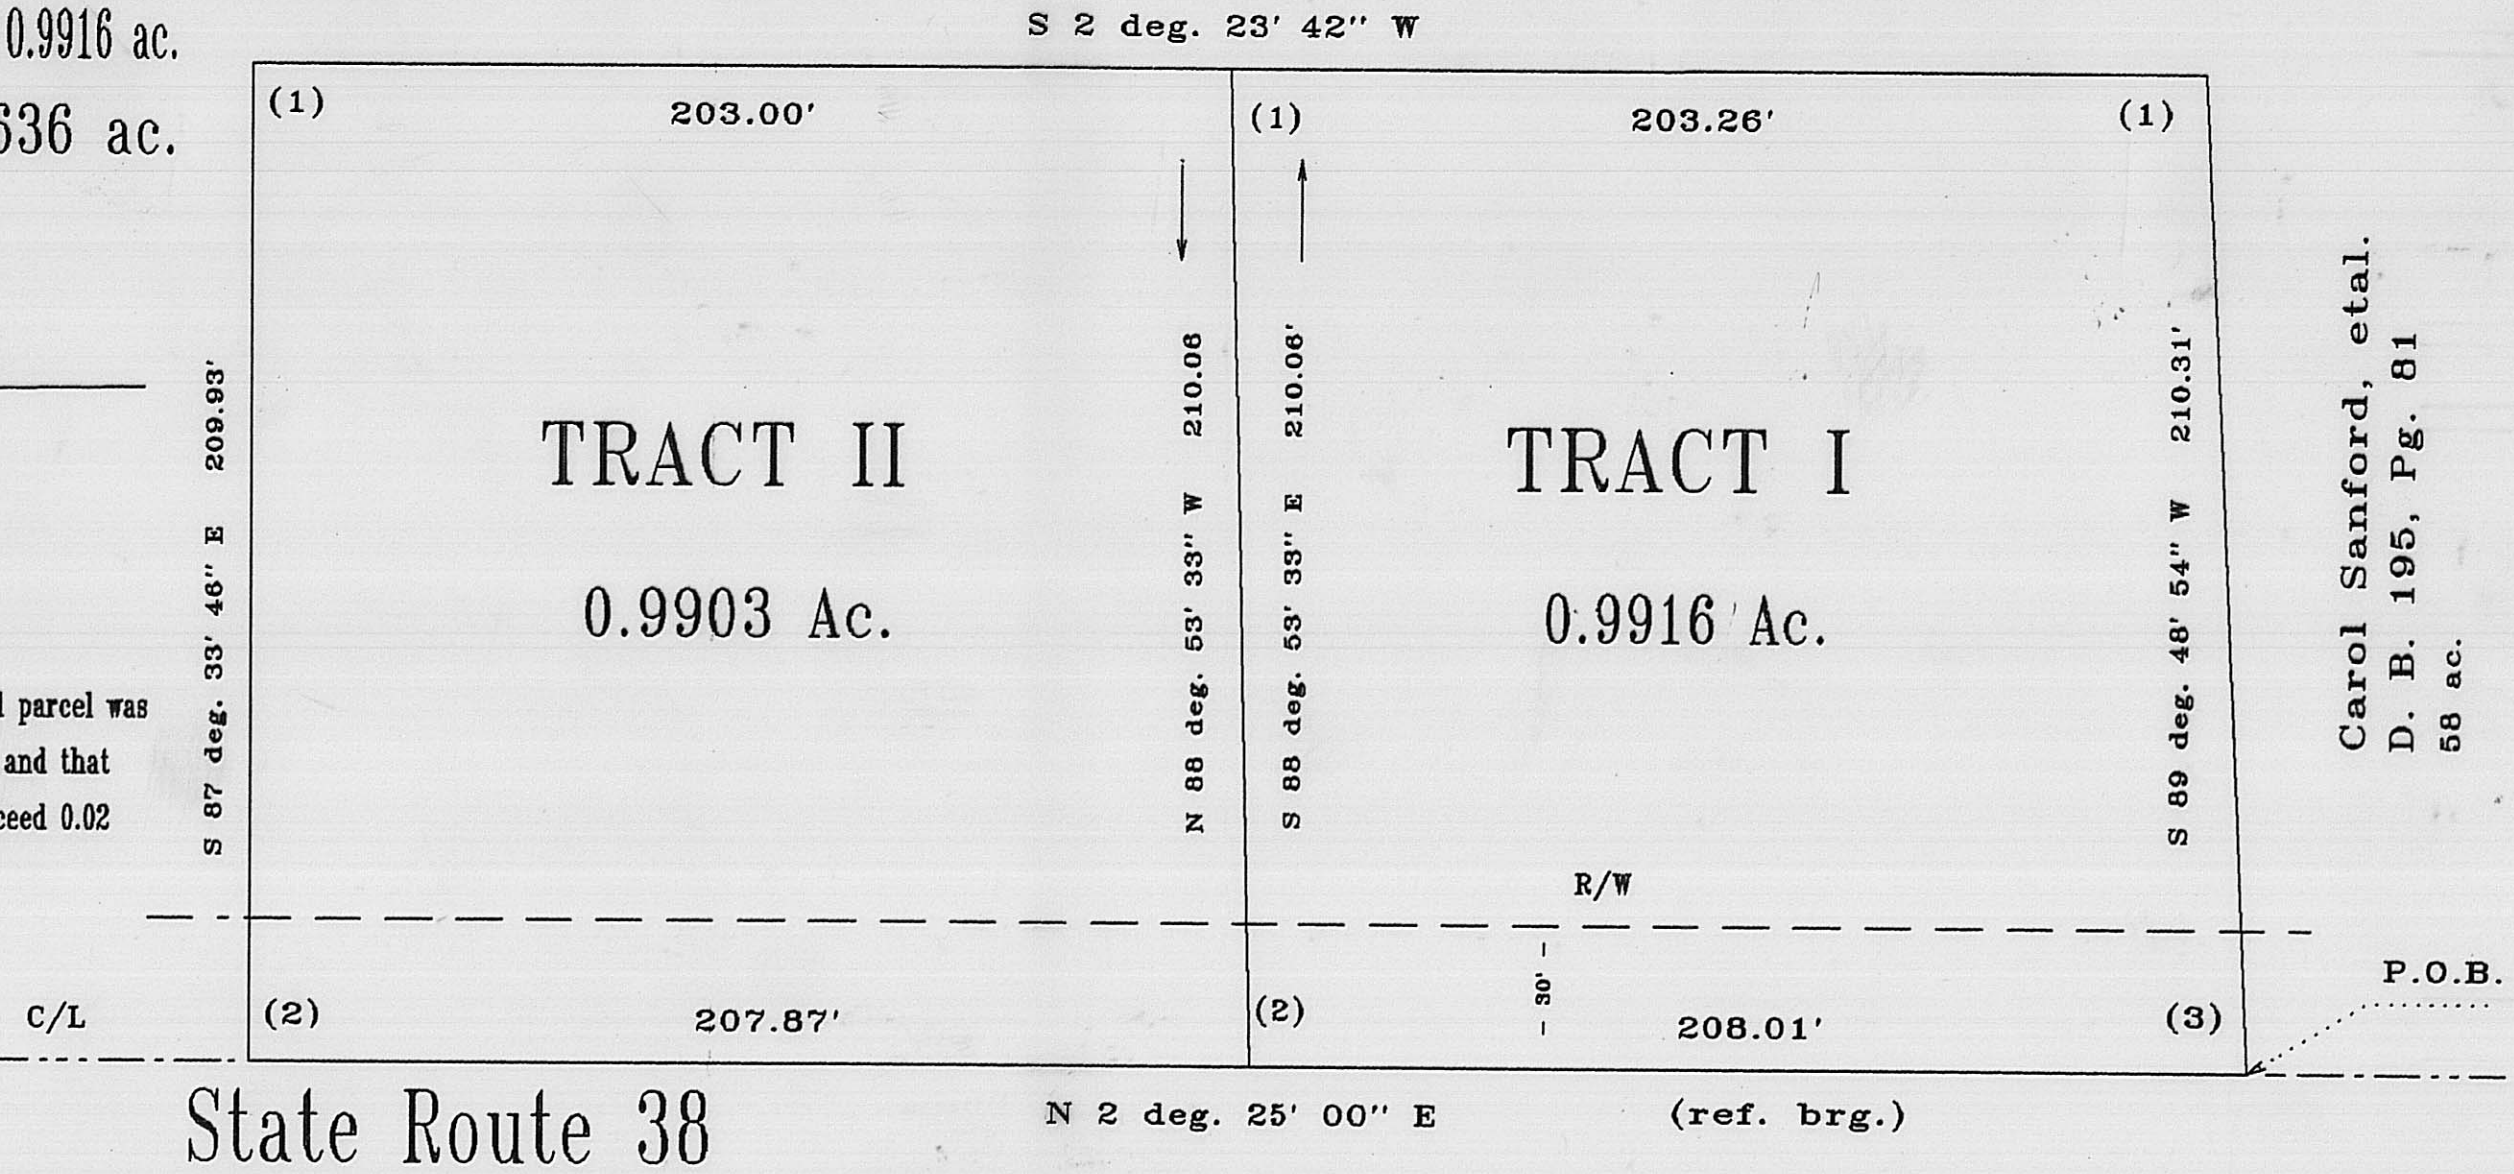 0.9916 ac.
636 ac.
S 2 deg. 23' 42" W
(1)
203.00'
(1)
203.26'
(1)
S 87 deg. 33' 46" E 209.93'
TRACT II
0.9903 Ac.
N 88 deg. 53' 33" W 210.06
S 88 deg. 53' 33" E 210.06'
TRACT I
0.9916 Ac.
S 89 deg. 48' 54" W 210.31'
Carol Sanford, etal.
D. B. 195, Pg. 81
58 ac.
parcel was
and that
ceed 0.02
R/W
- 30' -
P.O.B.
C/L
(2)
207.87'
(2)
208.01'
(3)
State Route 38
N 2 deg. 25' 00" E
(ref. brg.)